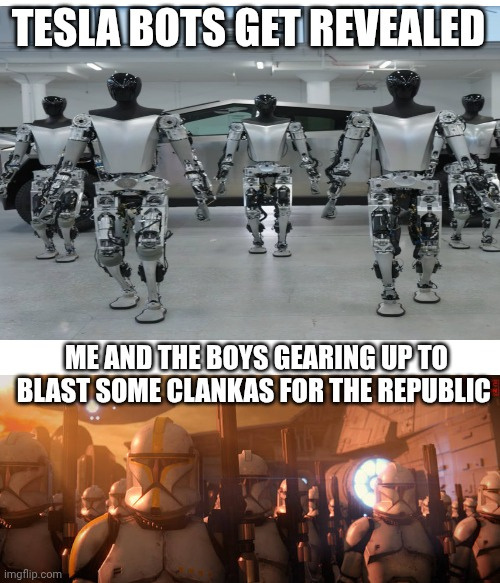 TESLA BOTS GET REVEALED
ME AND THE BOYS GEARING UP TO
BLAST SOME CLANKAS FOR THE REPUBLIC
imgflip.com